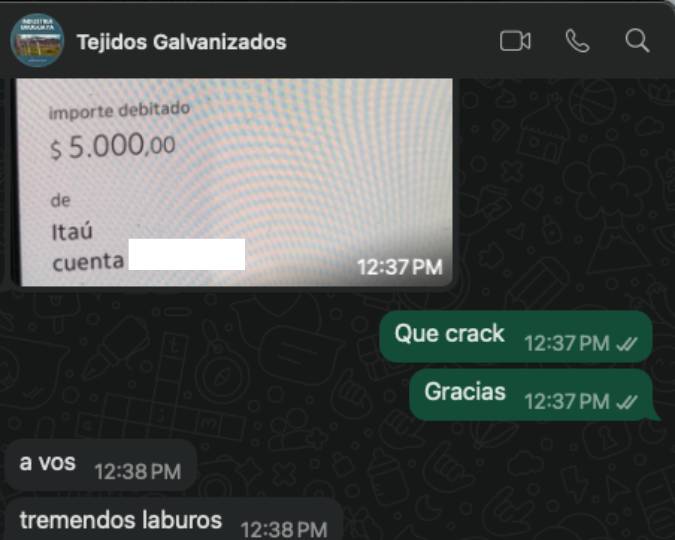 INDUSTRIA
URUGUAYA
Tejidos Galvanizados
importe debitado
$ 5.000,00
de
Itaú
cuenta
12:37 PM
Que crack 12:37 PM
Gracias 12:37 PM
a vos 12:38 PM
tremendos laburos 12:38 PM